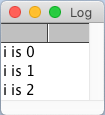 Log
i is 0
i is 1
i is 2